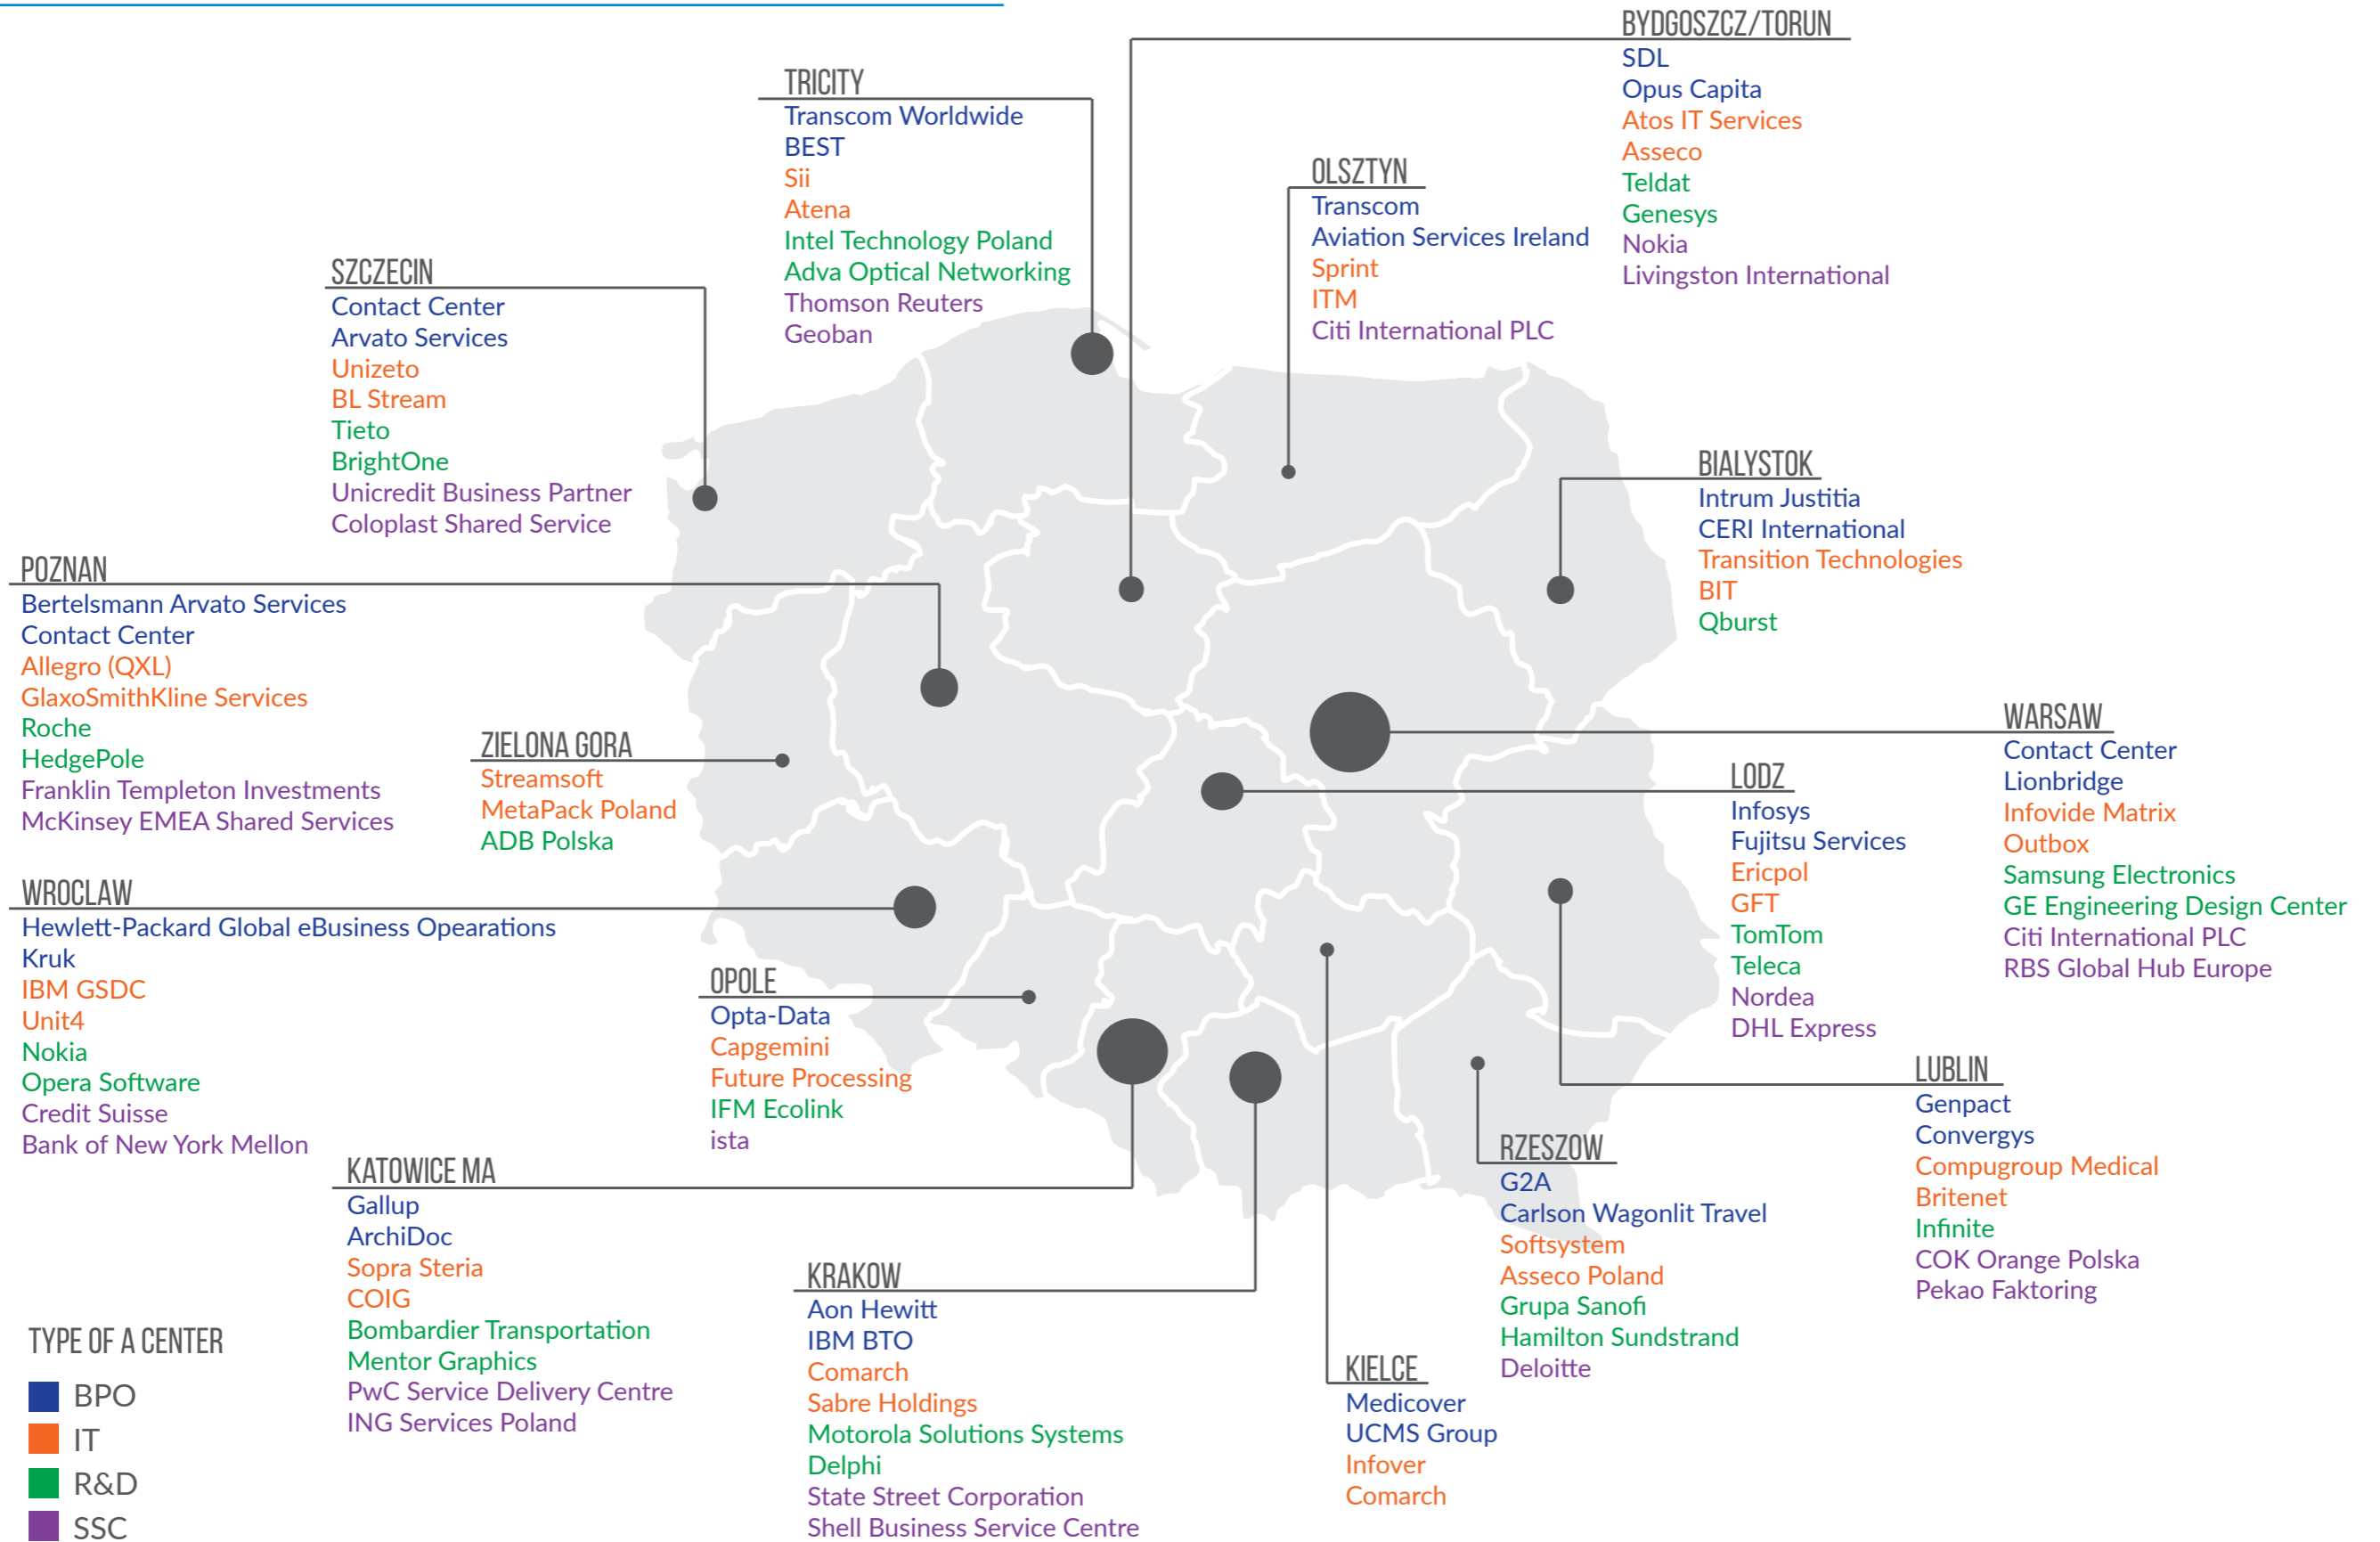 BYDGOSZCZ/TORUN
SDL
Opus Capita
Atos IT Services
Asseco
Teldat
Genesys
Nokia
Livingston International
TRICITY
Transcom Worldwide
BEST
Sii
Atena
Intel Technology Poland
Adva Optical Networking
Thomson Reuters
Geoban
OLSZTYN
Transcom
Aviation Services Ireland
Sprint
ITM
Citi International PLC
SZCZECIN
Contact Center
Arvato Services
Unizeto
BL Stream
Tieto
BrightOne
Unicredit Business Partner
Coloplast Shared Service
BIALYSTOK
Intrum Justitia
CERI International
Transition Technologies
BIT
Qburst
POZNAN
Bertelsmann Arvato Services
Contact Center
Allegro (QXL)
GlaxoSmithKline Services
Roche
HedgePole
Franklin Templeton Investments
McKinsey EMEA Shared Services
ZIELONA GORA
Streamsoft
MetaPack Poland
ADB Polska
WARSAW
Contact Center
Lionbridge
Infovide Matrix
Outbox
Samsung Electronics
GE Engineering Design Center
Citi International PLC
RBS Global Hub Europe
LODZ
Infosys
Fujitsu Services
Ericpol
GFT
TomTom
Teleca
Nordea
DHL Express
WROCLAW
Hewlett-Packard Global eBusiness Opearations
Kruk
IBM GSDC
Unit4
Nokia
Opera Software
Credit Suisse
Bank of New York Mellon
OPOLE
Opta-Data
Capgemini
Future Processing
IFM Ecolink
ista
LUBLIN
Genpact
Convergys
Compugroup Medical
Britenet
Infinite
COK Orange Polska
Pekao Faktoring
RZESZOW
G2A
Carlson Wagonlit Travel
Softsystem
Asseco Poland
Grupa Sanofi
Hamilton Sundstrand
Deloitte
KATOWICE MA
Gallup
ArchiDoc
Sopra Steria
COIG
Bombardier Transportation
Mentor Graphics
PwC Service Delivery Centre
ING Services Poland
KRAKOW
Aon Hewitt
IBM BTO
Comarch
Sabre Holdings
Motorola Solutions Systems
Delphi
State Street Corporation
Shell Business Service Centre
KIELCE
Medicover
UCMS Group
Infover
Comarch
TYPE OF A CENTER
BPO
IT
R&D
SSC